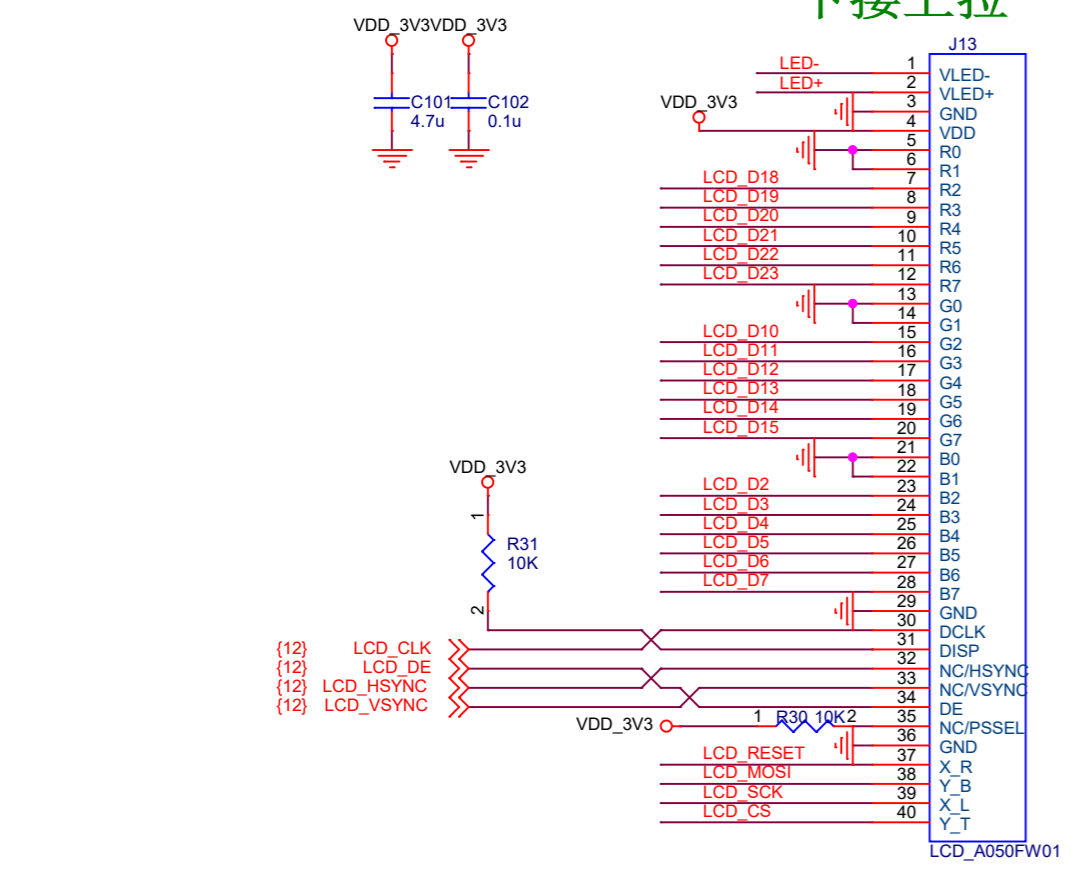 下接上拉
VDD_3V3 VDD_3V3
C101 4.7u
C102 0.1u
J13
LED- 1 VLED-
LED+ 2 VLED+
3 GND
VDD_3V3
4 VDD
5 R0
6 R1
LCD_D18 7 R2
LCD_D19 8 R3
LCD_D20 9 R4
LCD_D21 10 R5
LCD_D22 11 R6
LCD_D23 12 R7
13 G0
14 G1
LCD_D10 15 G2
LCD_D11 16 G3
LCD_D12 17 G4
LCD_D13 18 G5
LCD_D14 19 G6
LCD_D15 20 G7
21 B0
22 B1
LCD_D2 23 B2
LCD_D3 24 B3
LCD_D4 25 B4
LCD_D5 26 B5
LCD_D6 27 B6
LCD_D7 28 B7
29 GND
VDD_3V3
1
R31
10K
2
30 DCLK
{12} LCD_CLK 31 DISP
{12} LCD_DE 32 NC/HSYNC
{12} LCD_HSYNC 33 NC/VSYNC
{12} LCD_VSYNC 34 DE
VDD_3V3 1 R30 10K 2 35 NC/PSSEL
36 GND
LCD_RESET 37 X_R
LCD_MOSI 38 Y_B
LCD_SCK 39 X_L
LCD_CS 40 Y_T
LCD_A050FW01